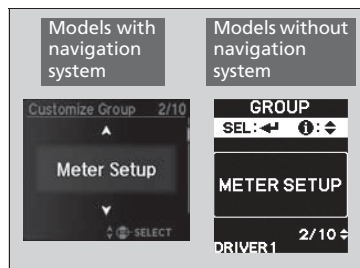 Models with
navigation
system
Models without
navigation
system
Customize Group 2/10
Meter Setup
SELECT
GROUP
SEL: i:
METER SETUP
2/10
DRIVER1